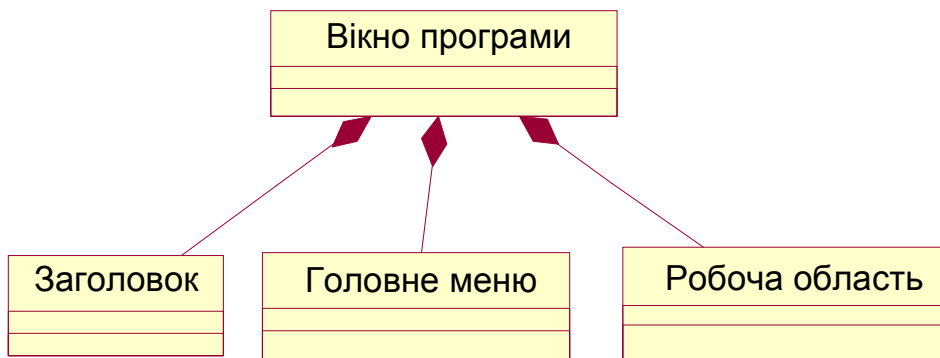 Вікно програми
Заголовок
Головне меню
Робоча область